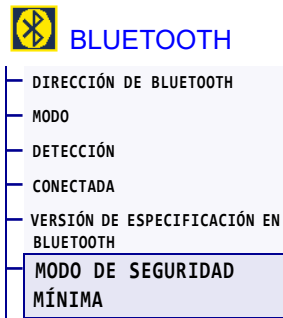 BLUETOOTH
DIRECCIÓN DE BLUETOOTH
MODO
DETECCIÓN
CONECTADA
VERSIÓN DE ESPECIFICACIÓN EN
BLUETOOTH
MODO DE SEGURIDAD
MÍNIMA